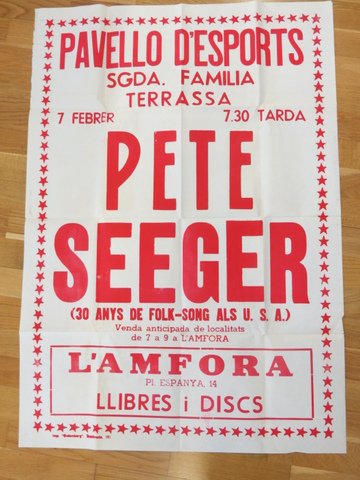 PAVELLO D'ESPORTS
SGDA. FAMILIA
TERRASSA
7 FEBRER 7.30 TARDA
PETE
SEEGER
(30 ANYS DE FOLK-SONG ALS U. S. A.)
Venda anticipada de localitats
de 7 a 9 a L'AMFORA
L'AMFORA
Pl. ESPANYA, 14
LLIBRES i DISCS
Imp.